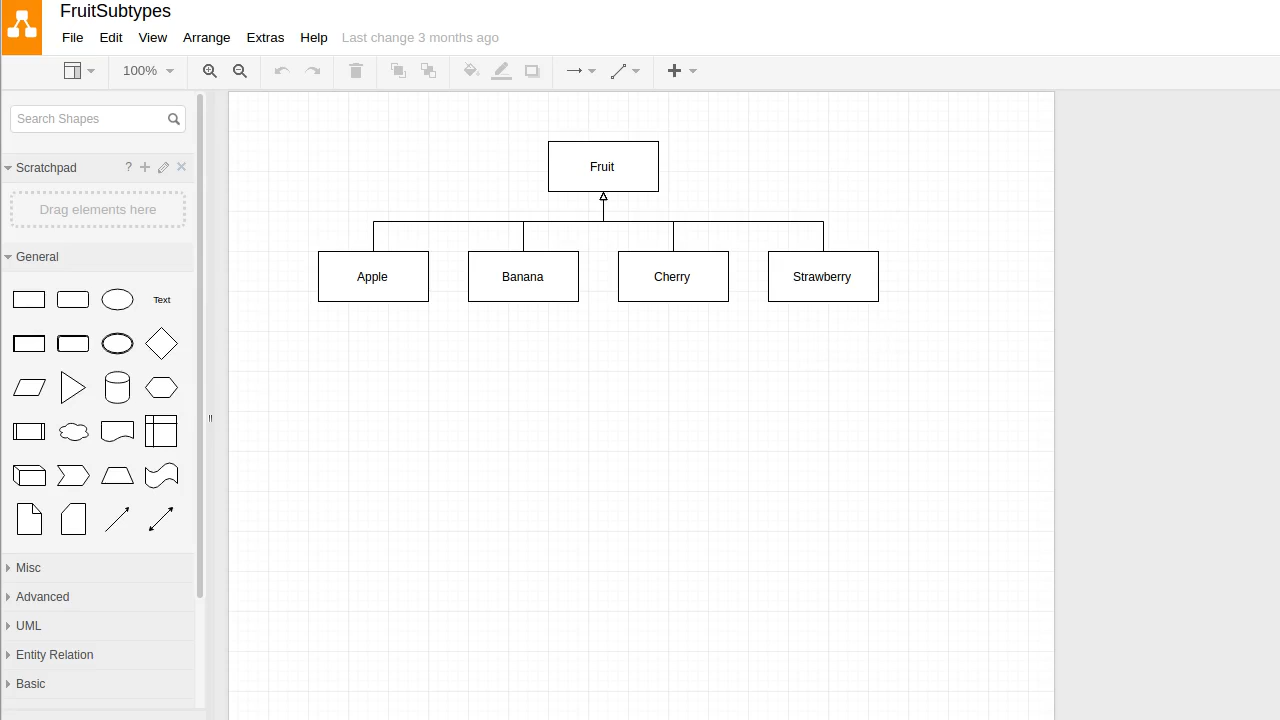 FruitSubtypes
File Edit View Arrange Extras Help Last change 3 months ago
100%
Search Shapes
Scratchpad ?
Drag elements here
General
Text
Misc
Advanced
UML
Entity Relation
Basic
Fruit
Apple Banana Cherry Strawberry